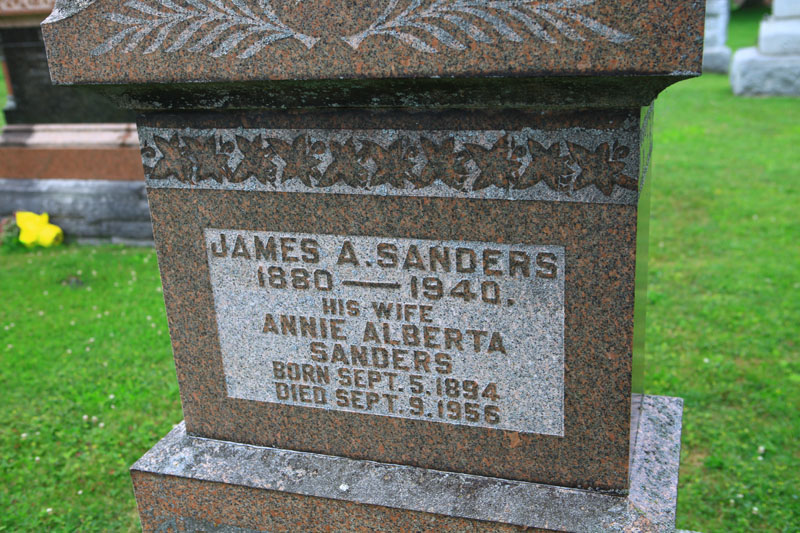 JAMES A. SANDERS
1880 — 1940.
HIS WIFE
ANNIE ALBERTA
SANDERS
BORN SEPT. 5. 1894
DIED SEPT. 9. 1956